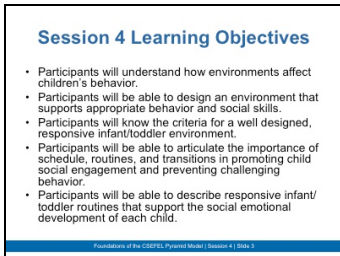 Session 4 Learning Objectives
• Participants will understand how environments affect
children's behavior.
• Participants will be able to design an environment that
supports appropriate behavior and social skills.
• Participants will know the criteria for a well designed,
responsive infant/toddler environment.
• Participants will be able to articulate the importance of
schedule, routines, and transitions in promoting child
social engagement and preventing challenging
behavior.
• Participants will be able to describe responsive infant/
toddler routines that support the social emotional
development of each child.
Foundations of the CSEFEL Pyramid Model | Session 4 | Slide 3